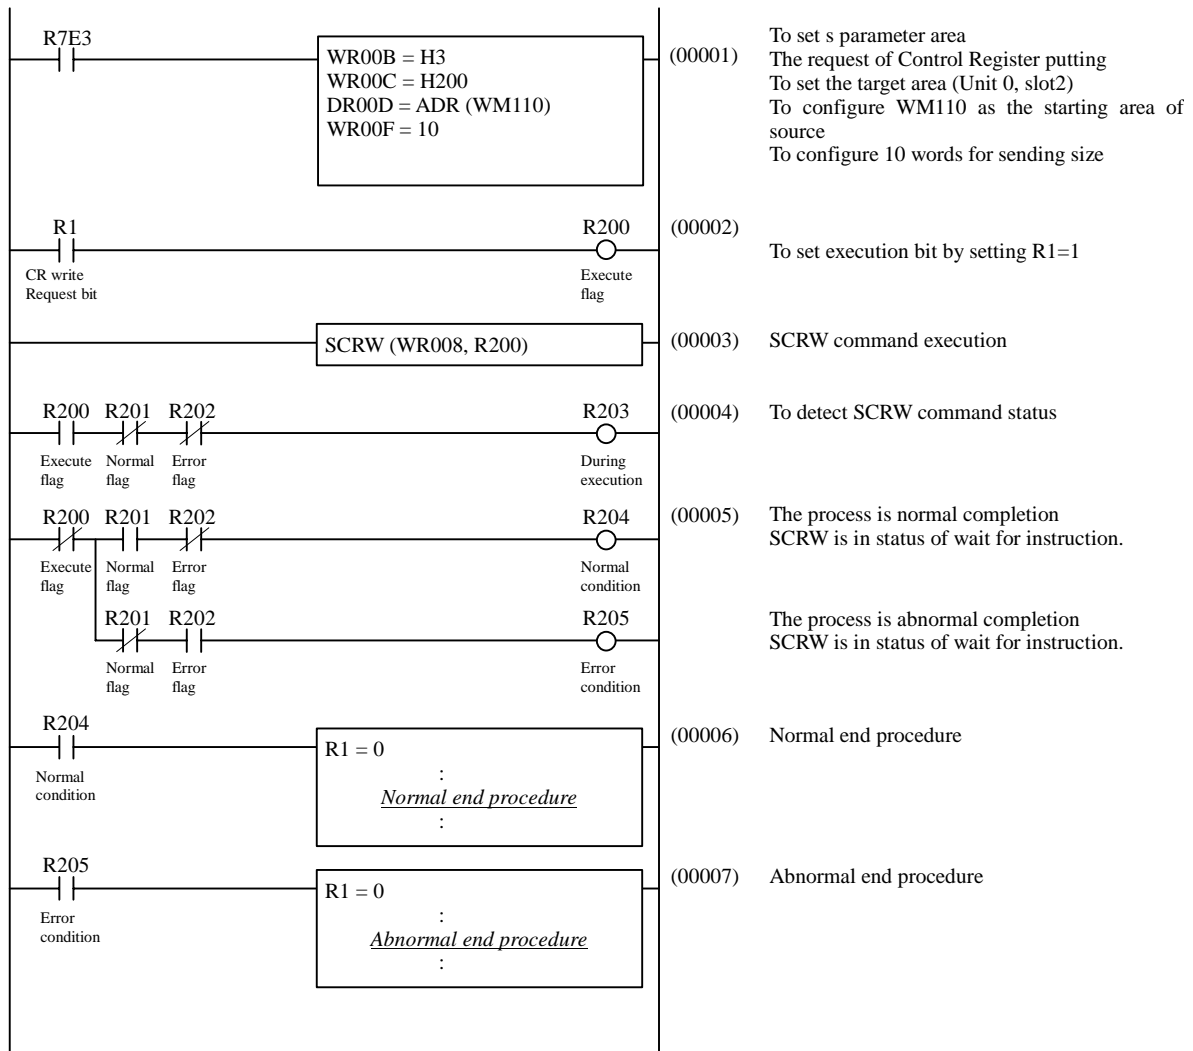 R7E3
WR00B = H3
WR00C = H200
DR00D = ADR (WM110)
WR00F = 10
(00001)
To set s parameter area
The request of Control Register putting
To set the target area (Unit 0, slot2)
To configure WM110 as the starting area of
source
To configure 10 words for sending size
R1
CR write
Request bit
R200
Execute
flag
(00002)
To set execution bit by setting R1=1
SCRW (WR008, R200)
(00003)
SCRW command execution
R200 R201 R202 R203
(00004)
To detect SCRW command status
Execute Normal Error During
flag flag flag execution
R200 R201 R202 R204
(00005)
The process is normal completion
SCRW is in status of wait for instruction.
Execute Normal Error Normal
flag flag flag condition
R201 R202 R205
The process is abnormal completion
SCRW is in status of wait for instruction.
Normal Error Error
flag flag condition
R204
Normal
condition
R1 = 0
:
Normal end procedure
:
(00006)
Normal end procedure
R205
Error
condition
R1 = 0
:
Abnormal end procedure
:
(00007)
Abnormal end procedure